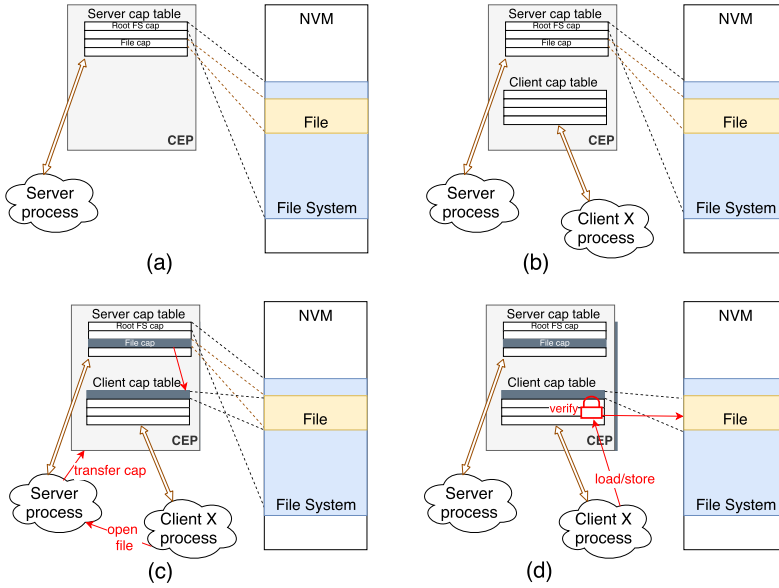 Server cap table
Root FS cap
File cap
CEP
NVM
File
File System
Server
process
(a)
Server cap table
Root FS cap
File cap
Client cap table
CEP
NVM
File
File System
Server
process
Client X
process
(b)
Server cap table
Root FS cap
File cap
Client cap table
CEP
NVM
File
File System
transfer cap
Server
process
open
file
Client X
process
(c)
Server cap table
Root FS cap
File cap
Client cap table
verify
CEP
NVM
File
File System
load/store
Server
process
Client X
process
(d)